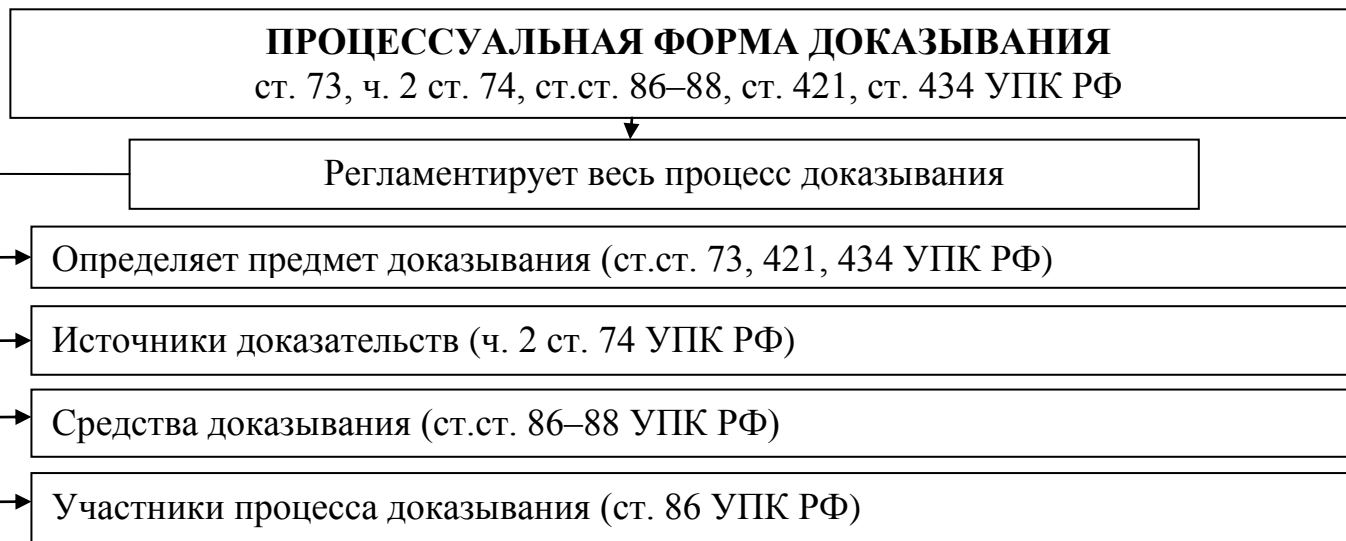 ПРОЦЕССУАЛЬНАЯ ФОРМА ДОКАЗЫВАНИЯ
ст. 73, ч. 2 ст. 74, ст.ст. 86–88, ст. 421, ст. 434 УПК РФ
Регламентирует весь процесс доказывания
Определяет предмет доказывания (ст.ст. 73, 421, 434 УПК РФ)
Источники доказательств (ч. 2 ст. 74 УПК РФ)
Средства доказывания (ст.ст. 86–88 УПК РФ)
Участники процесса доказывания (ст. 86 УПК РФ)